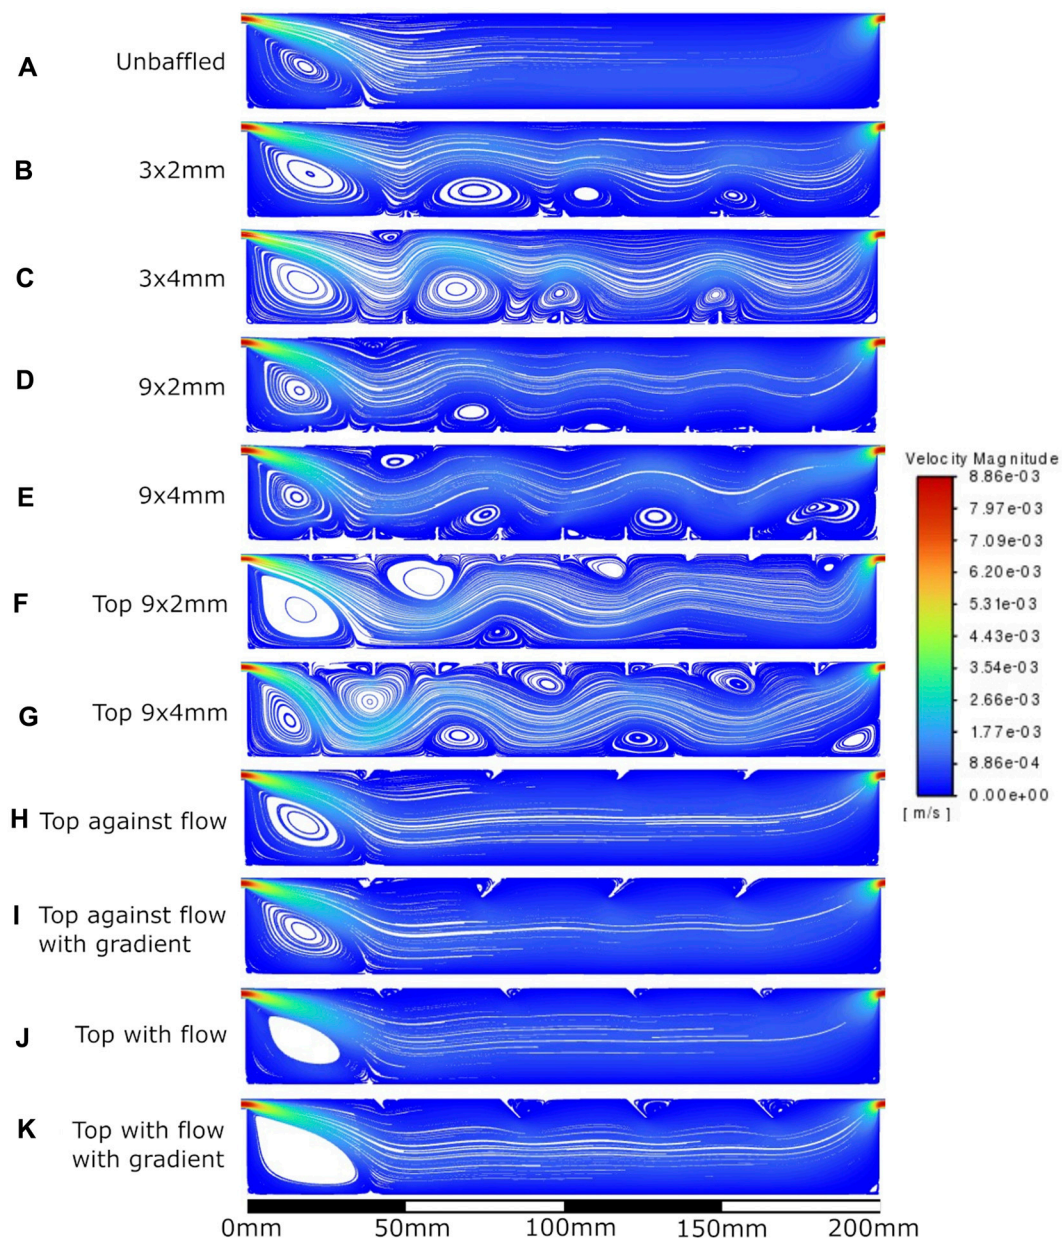 A Unbaffled
B 3x2mm
C 3x4mm
D 9x2mm
E 9x4mm
F Top 9x2mm
G Top 9x4mm
H Top against flow
I Top against flow
with gradient
J Top with flow
K Top with flow
with gradient
0mm 50mm 100mm 150mm 200mm
Velocity Magnitude
8.86e-03
7.97e-03
7.09e-03
6.20e-03
5.31e-03
4.43e-03
3.54e-03
2.66e-03
1.77e-03
8.86e-04
0.00e+00
[ m/s ]